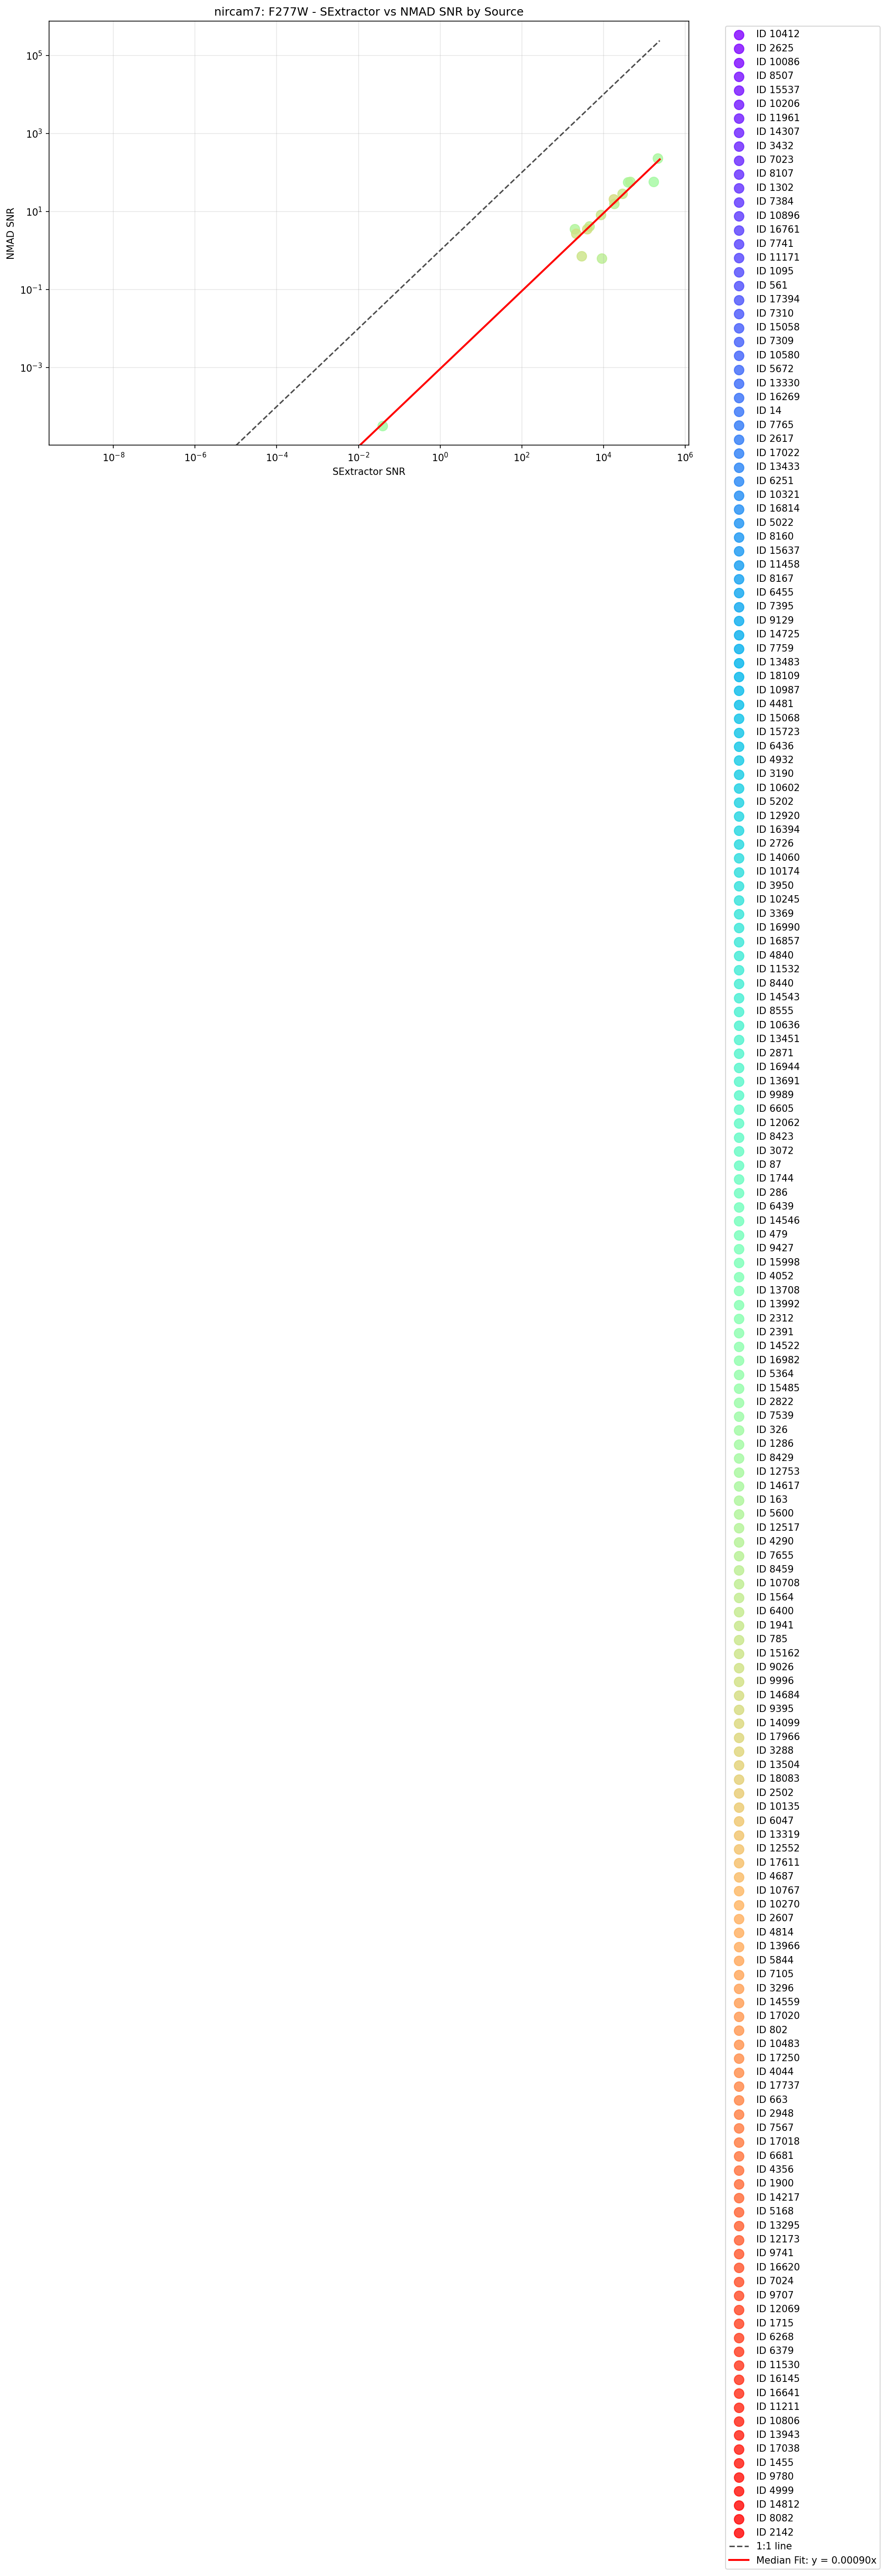 nircam7: F277W - SExtractor vs NMAD SNR by Source
NMAD SNR
10⁵
10³
10¹
10⁻¹
10⁻³
10⁻⁸
10⁻⁶
10⁻⁴
10⁻²
10⁰
10²
10⁴
10⁶
SExtractor SNR
ID 10412
ID 2625
ID 10086
ID 8507
ID 15537
ID 10206
ID 11961
ID 14307
ID 3432
ID 7023
ID 8107
ID 1302
ID 7384
ID 10896
ID 16761
ID 7741
ID 11171
ID 1095
ID 561
ID 17394
ID 7310
ID 15058
ID 7309
ID 10580
ID 5672
ID 13330
ID 16269
ID 14
ID 7765
ID 2617
ID 17022
ID 13433
ID 6251
ID 10321
ID 16814
ID 5022
ID 8160
ID 15637
ID 11458
ID 8167
ID 6455
ID 7395
ID 9129
ID 14725
ID 7759
ID 13483
ID 18109
ID 10987
ID 4481
ID 15068
ID 15723
ID 6436
ID 4932
ID 3190
ID 10602
ID 5202
ID 12920
ID 16394
ID 2726
ID 14060
ID 10174
ID 3950
ID 10245
ID 3369
ID 16990
ID 16857
ID 4840
ID 11532
ID 8440
ID 14543
ID 8555
ID 10636
ID 13451
ID 2871
ID 16944
ID 13691
ID 9989
ID 6605
ID 12062
ID 8423
ID 3072
ID 87
ID 1744
ID 286
ID 6439
ID 14546
ID 479
ID 9427
ID 15998
ID 4052
ID 13708
ID 13992
ID 2312
ID 2391
ID 14522
ID 16982
ID 5364
ID 15485
ID 2822
ID 7539
ID 326
ID 1286
ID 8429
ID 12753
ID 14617
ID 163
ID 5600
ID 12517
ID 4290
ID 7655
ID 8459
ID 10708
ID 1564
ID 6400
ID 1941
ID 785
ID 15162
ID 9026
ID 9996
ID 14684
ID 9395
ID 14099
ID 17966
ID 3288
ID 13504
ID 18083
ID 2502
ID 10135
ID 6047
ID 13319
ID 12552
ID 17611
ID 4687
ID 10767
ID 10270
ID 2607
ID 4814
ID 13966
ID 5844
ID 7105
ID 3296
ID 14559
ID 17020
ID 802
ID 10483
ID 17250
ID 4044
ID 17737
ID 663
ID 2948
ID 7567
ID 17018
ID 6681
ID 4356
ID 1900
ID 14217
ID 5168
ID 13295
ID 12173
ID 9741
ID 16620
ID 7024
ID 9707
ID 12069
ID 1715
ID 6268
ID 6379
ID 11530
ID 16145
ID 16641
ID 11211
ID 10806
ID 13943
ID 17038
ID 1455
ID 9780
ID 4999
ID 14812
ID 8082
ID 2142
1:1 line
Median Fit: y = 0.00090x